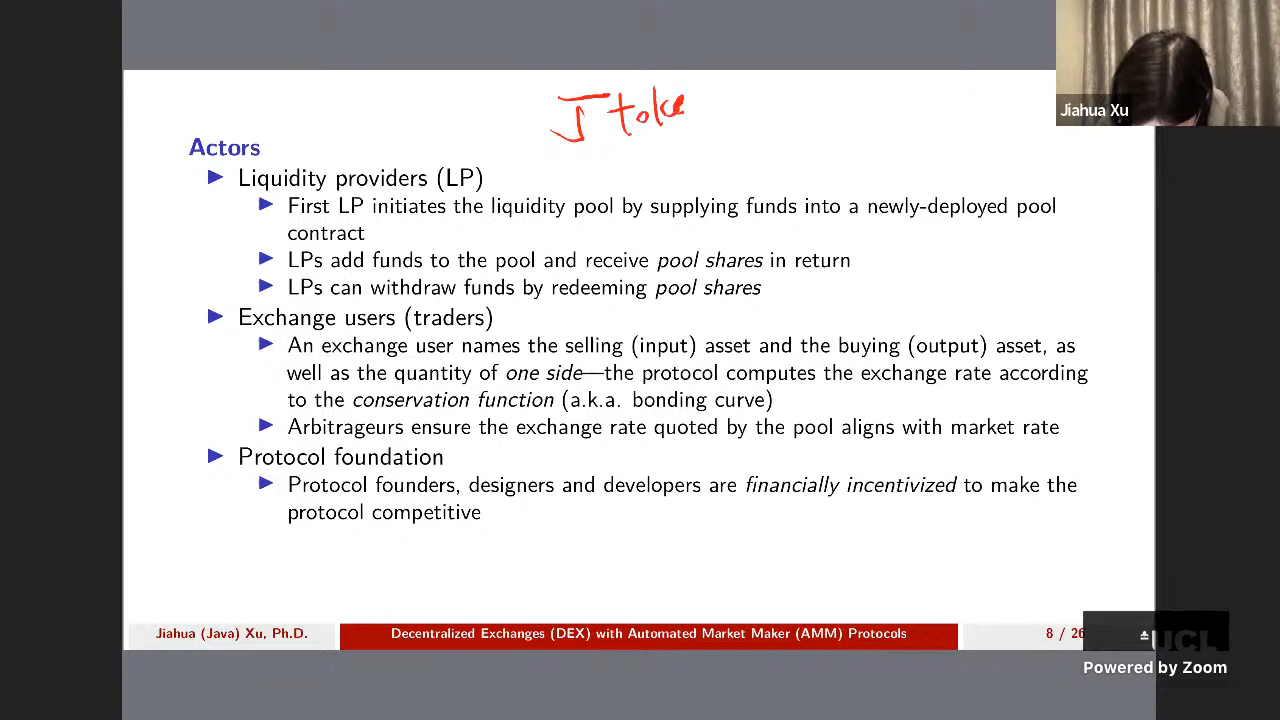 J toke
Jiahua Xu
Actors
Liquidity providers (LP)
First LP initiates the liquidity pool by supplying funds into a newly-deployed pool
contract
LPs add funds to the pool and receive pool shares in return
LPs can withdraw funds by redeeming pool shares
Exchange users (traders)
An exchange user names the selling (input) asset and the buying (output) asset, as
well as the quantity of one side—the protocol computes the exchange rate according
to the conservation function (a.k.a. bonding curve)
Arbitrageurs ensure the exchange rate quoted by the pool aligns with market rate
Protocol foundation
Protocol founders, designers and developers are financially incentivized to make the
protocol competitive
Jiahua (Java) Xu, Ph.D. Decentralized Exchanges (DEX) with Automated Market Maker (AMM) Protocols 8 / 26
UCL
Powered by Zoom